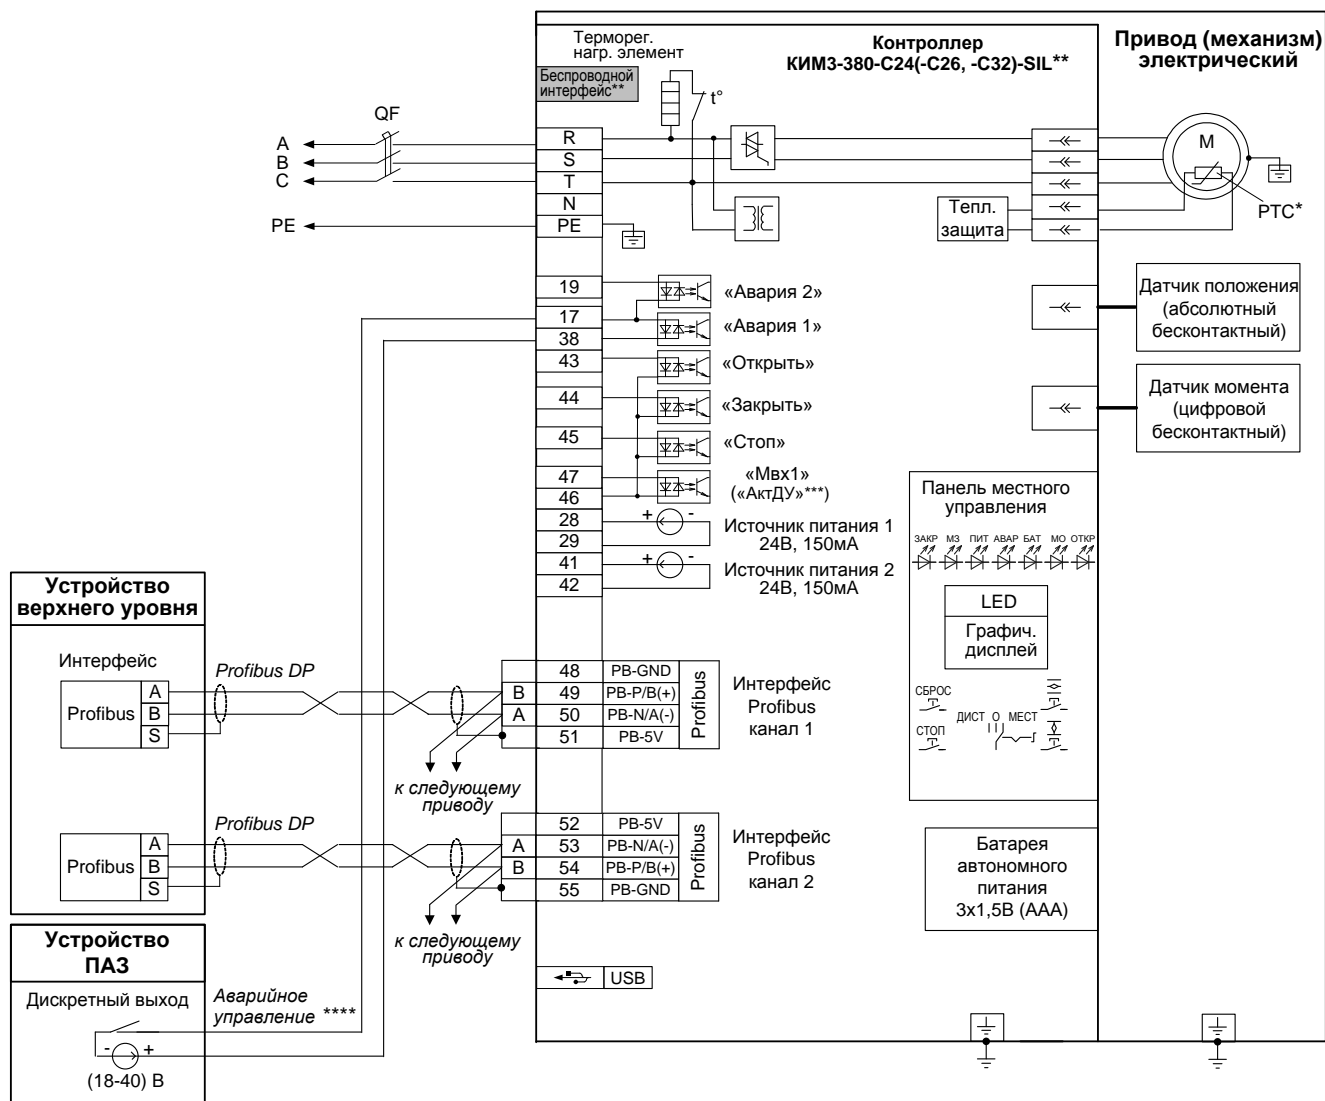 Терморег.
нагр. элемент
Контроллер
КИМ3-380-С24(-С26, -С32)-SIL**
Привод (механизм)
электрический
Беспроводной
интерфейс**
t°
QF
A
B
C
PE
R
S
T
N
PE
M
PTC*
Тепл.
защита
19
17
38
43
44
45
47
46
28
29
41
42
«Авария 2»
«Авария 1»
«Открыть»
«Закрыть»
«Стоп»
«Мвх1»
(«АктДУ»***)
+ -
Источник питания 1
24В, 150мА
+ -
Источник питания 2
24В, 150мА
Датчик положения
(абсолютный
бесконтактный)
Датчик момента
(цифровой
бесконтактный)
Панель местного
управления
ЗАКР МЗ ПИТ АВАР БАТ МО ОТКР
LED
Графич.
дисплей
СБРОС
СТОП
ДИСТ О МЕСТ
Устройство
верхнего уровня
Интерфейс
Profibus
A
B
S
Profibus DP
B
A
48 PB-GND
49 PB-P/B(+)
50 PB-N/A(-)
51 PB-5V
Profibus
Интерфейс
Profibus
канал 1
к следующему
приводу
Profibus
A
B
S
Profibus DP
A
B
52 PB-5V
53 PB-N/A(-)
54 PB-P/B(+)
55 PB-GND
Profibus
Интерфейс
Profibus
канал 2
к следующему
приводу
Батарея
автономного
питания
3x1,5В (ААА)
USB
Устройство
ПАЗ
Дискретный выход
- +
(18-40) В
Аварийное
управление ****